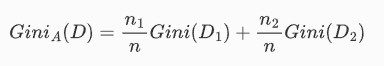 Gini_A(D) = \frac{n_1}{n} Gini(D_1) + \frac{n_2}{n} Gini(D_2)